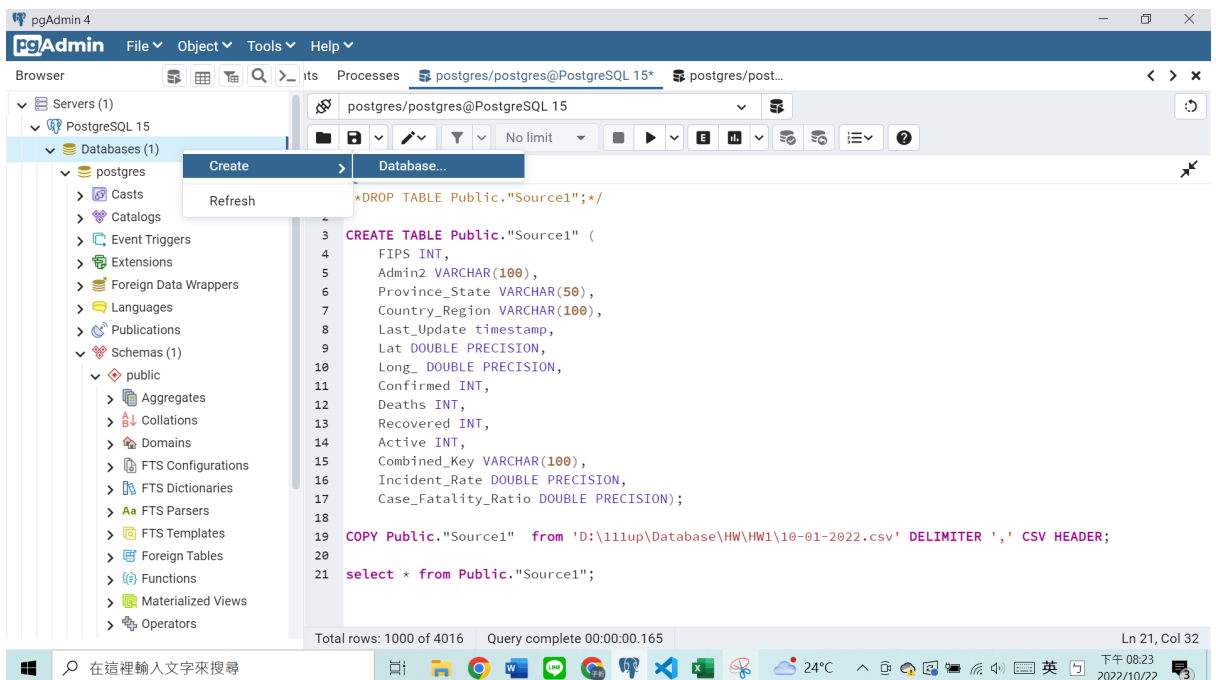 pgAdmin 4
pgAdmin File Object Tools Help
Browser
nts Processes postgres/postgres@PostgreSQL 15* postgres/post...
Servers (1)
PostgreSQL 15
Databases (1)
postgres
Casts
Catalogs
Event Triggers
Extensions
Foreign Data Wrappers
Languages
Publications
Schemas (1)
public
Aggregates
Collations
Domains
FTS Configurations
FTS Dictionaries
Aa FTS Parsers
FTS Templates
Foreign Tables
Functions
Materialized Views
Operators
Create
Database...
Refresh
postgres/postgres@PostgreSQL 15
No limit
E
*DROP TABLE Public."Source1";*/
2
3 CREATE TABLE Public."Source1" (
4 FIPS INT,
5 Admin2 VARCHAR(100),
6 Province_State VARCHAR(50),
7 Country_Region VARCHAR(100),
8 Last_Update timestamp,
9 Lat DOUBLE PRECISION,
10 Long_ DOUBLE PRECISION,
11 Confirmed INT,
12 Deaths INT,
13 Recovered INT,
14 Active INT,
15 Combined_Key VARCHAR(100),
16 Incident_Rate DOUBLE PRECISION,
17 Case_Fatality_Ratio DOUBLE PRECISION);
18
19 COPY Public."Source1" from 'D:\111up\Database\HW\HW1\10-01-2022.csv' DELIMITER ',' CSV HEADER;
20
21 select * from Public."Source1";
Total rows: 1000 of 4016 Query complete 00:00:00.165 Ln 21, Col 32
在這裡輸入文字來搜尋
24°C
英
下午 08:23
2022/10/22
3